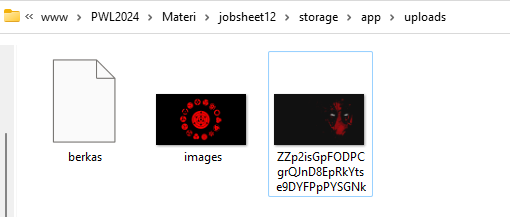 www > PWL2024 > Materi > jobsheet12 > storage > app > uploads
berkas
images
ZZp2isGpFODPC
grQJnD8EpRkYts
e9DYFPpPYSGNk